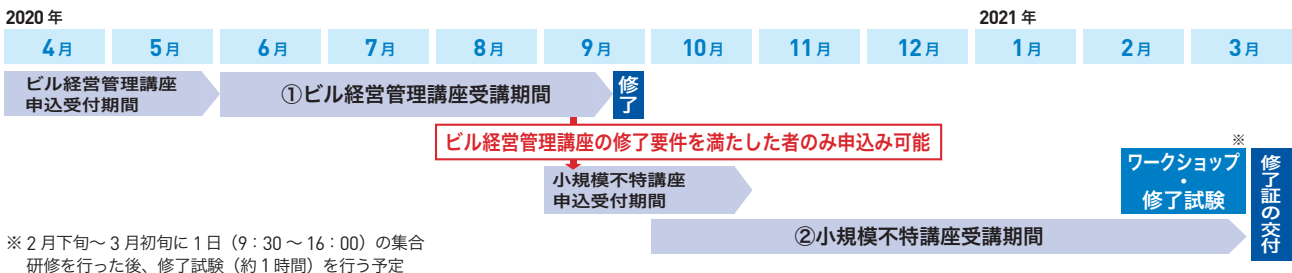 2020 年
2021 年
4月 5月 6月 7月 8月 9月 10月 11月 12月 1月 2月 3月
ビル経営管理講座
申込受付期間
①ビル経営管理講座受講期間
修了
ビル経営管理講座の修了要件を満たした者のみ申込み可能
小規模不特講座
申込受付期間
※
ワークショップ
・
修了試験
修了証の交付
②小規模不特講座受講期間
※ 2 月下旬～ 3 月初旬に 1 日（9：30 ～ 16：00）の集合
研修を行った後、修了試験（約 1 時間）を行う予定